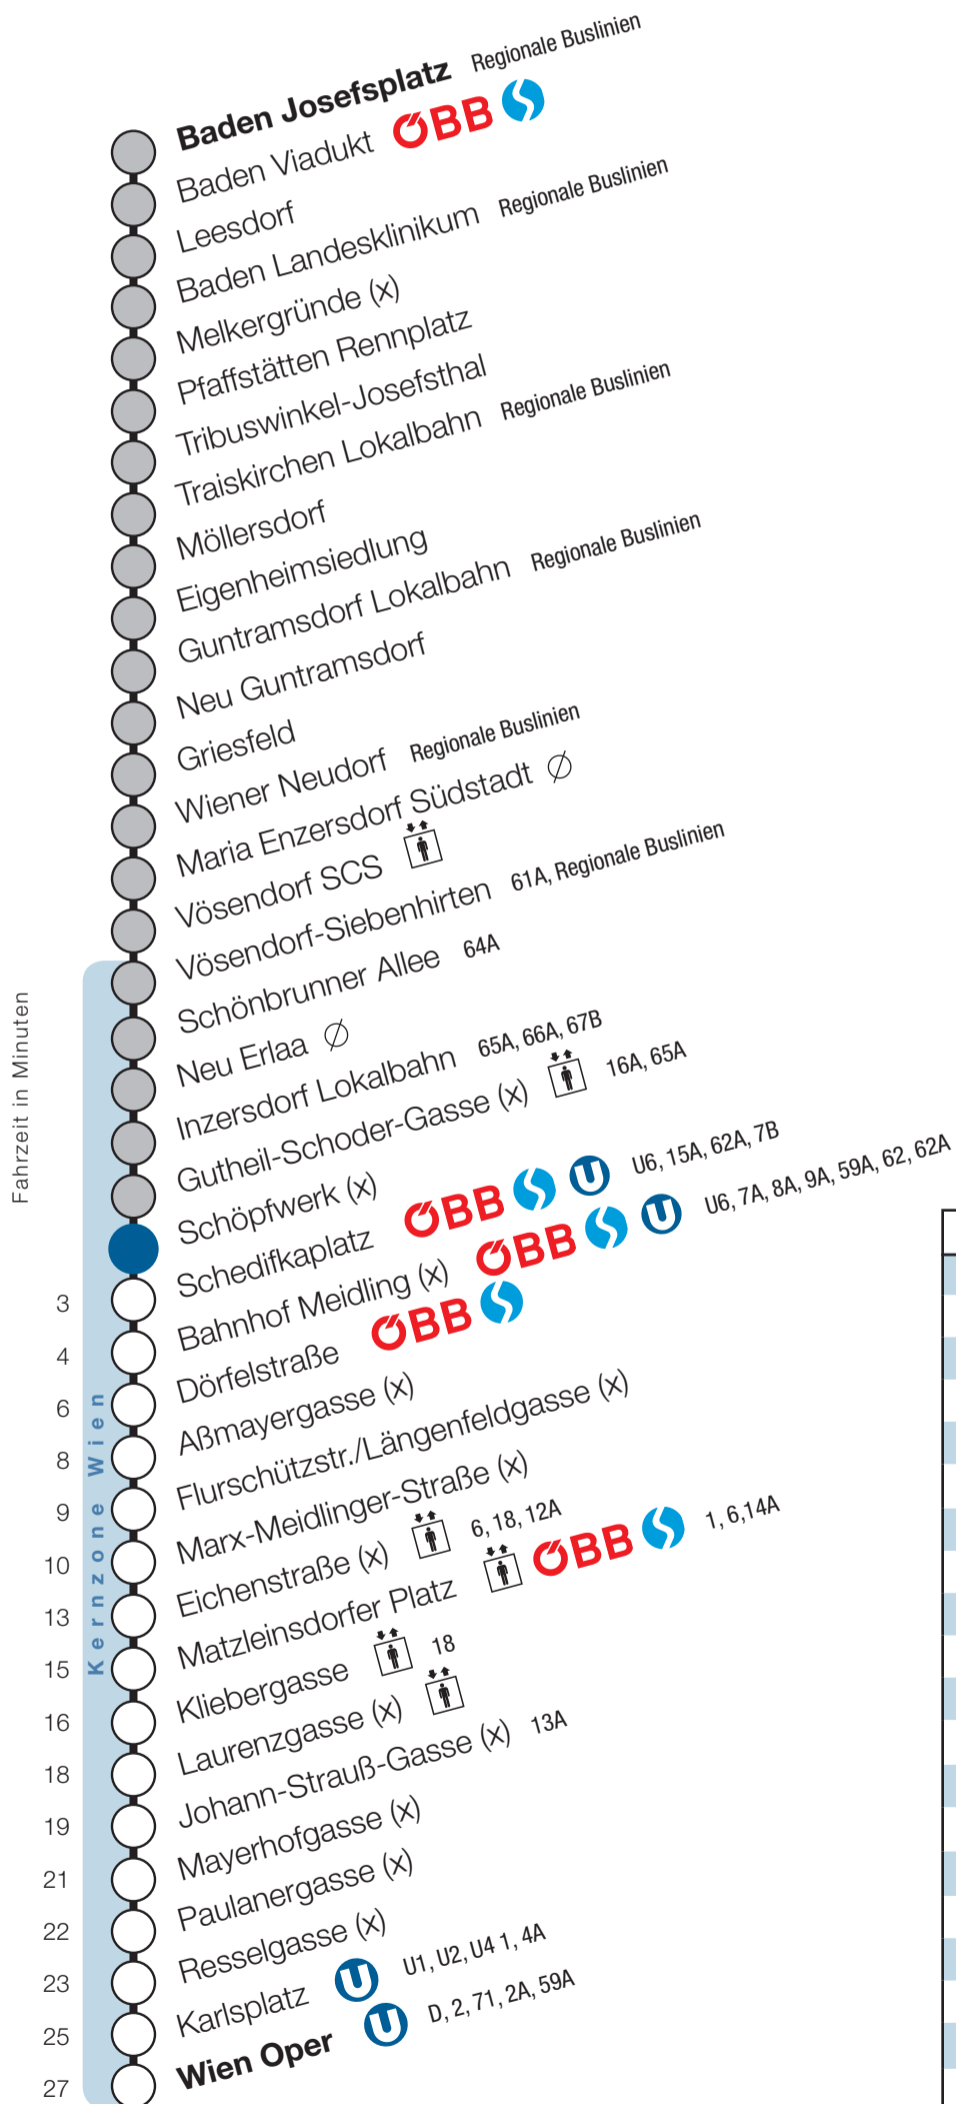 Baden Josefsplatz Regionale Buslinien
Baden Viadukt ÖBB
Leesdorf
Baden Landesklinikum Regionale Buslinien
Melkergründe (x)
Pfaffstätten Rennplatz
Tribuswinkel-Josefsthal
Traiskirchen Lokalbahn Regionale Buslinien
Möllersdorf
Eigenheimsiedlung
Guntramsdorf Lokalbahn Regionale Buslinien
Neu Guntramsdorf
Griesfeld
Wiener Neudorf Regionale Buslinien
Maria Enzersdorf Südstadt ∅
Vösendorf SCS
Vösendorf-Siebenhirten 61A, Regionale Buslinien
Schönbrunner Allee 64A
Neu Erlaa ∅
Inzersdorf Lokalbahn 65A, 66A, 67B
Gutheil-Schoder-Gasse (x) 16A, 65A
Schöpfwerk (x)
Schedifkaplatz ÖBB U U6, 15A, 62A, 7B
3 Bahnhof Meidling (x) ÖBB U U6, 7A, 8A, 9A, 59A, 62, 62A
4 Dörfelstraße ÖBB
6 Aßmayergasse (x)
8 Flurschützstr./Längenfeldgasse (x)
9 Marx-Meidlinger-Straße (x)
10 Eichenstraße (x) 6, 18, 12A
13 Matzleinsdorfer Platz ÖBB 1, 6,14A
15 Kliebergasse 18
16 Laurenzgasse (x)
18 Johann-Strauß-Gasse (x) 13A
19 Mayerhofgasse (x)
21 Paulanergasse (x)
22 Resselgasse (x)
23
25 Karlsplatz U U1, U2, U4 1, 4A
27 Wien Oper U D, 2, 71, 2A, 59A
Fahrzeit in Minuten
Kernzone Wien